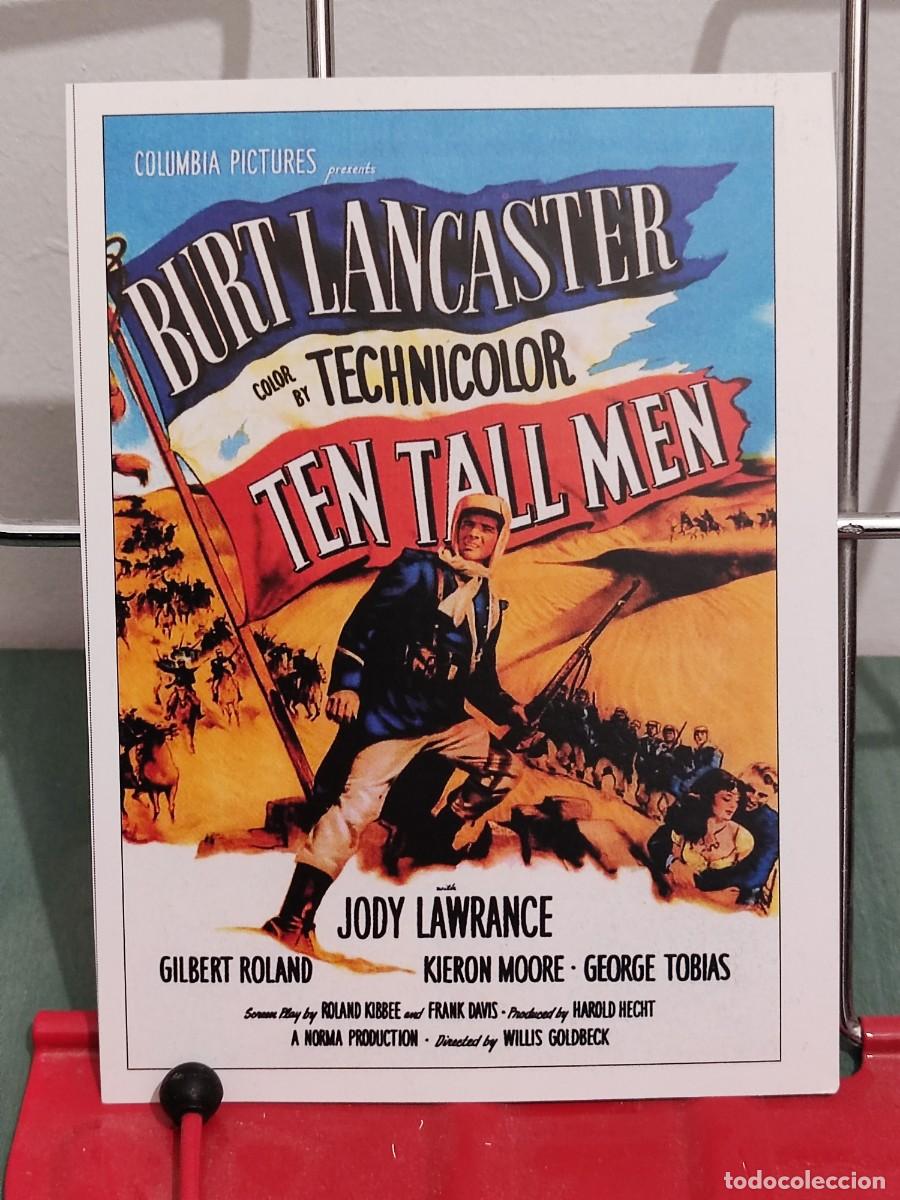 COLUMBIA PICTURES presents
BURT LANCASTER
COLOR BY TECHNICOLOR
TEN TALL MEN
with
JODY LAWRANCE
GILBERT ROLAND KIERON MOORE · GEORGE TOBIAS
Screen Play by ROLAND KIBBEE and FRANK DAVIS · Produced by HAROLD HECHT
A NORMA PRODUCTION · Directed by WILLIS GOLDBECK
todocoleccion